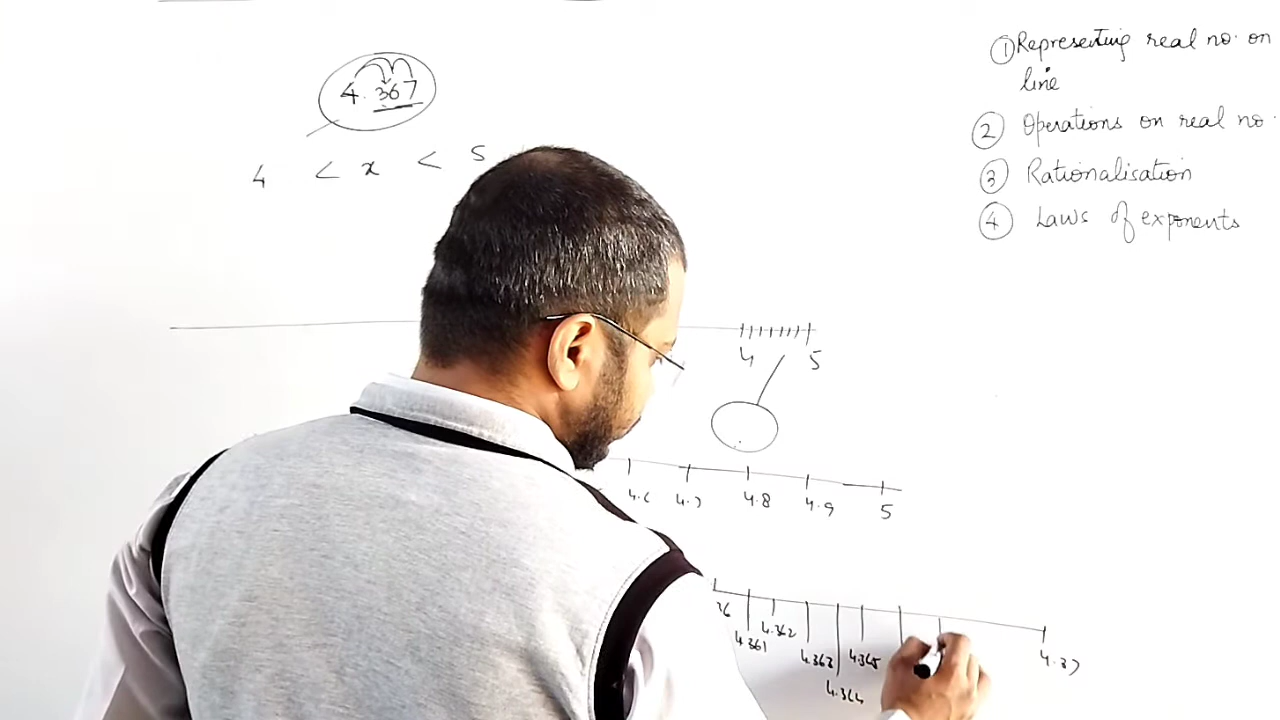 4.367
4 < x < 5
① Representing real no. on
line
② Operations on real no.
③ Rationalisation
④ Laws of exponents
4 5
4.6 4.7 4.8 4.9 5
36 4.361 4.362 4.363 4.364 4.365 4.37